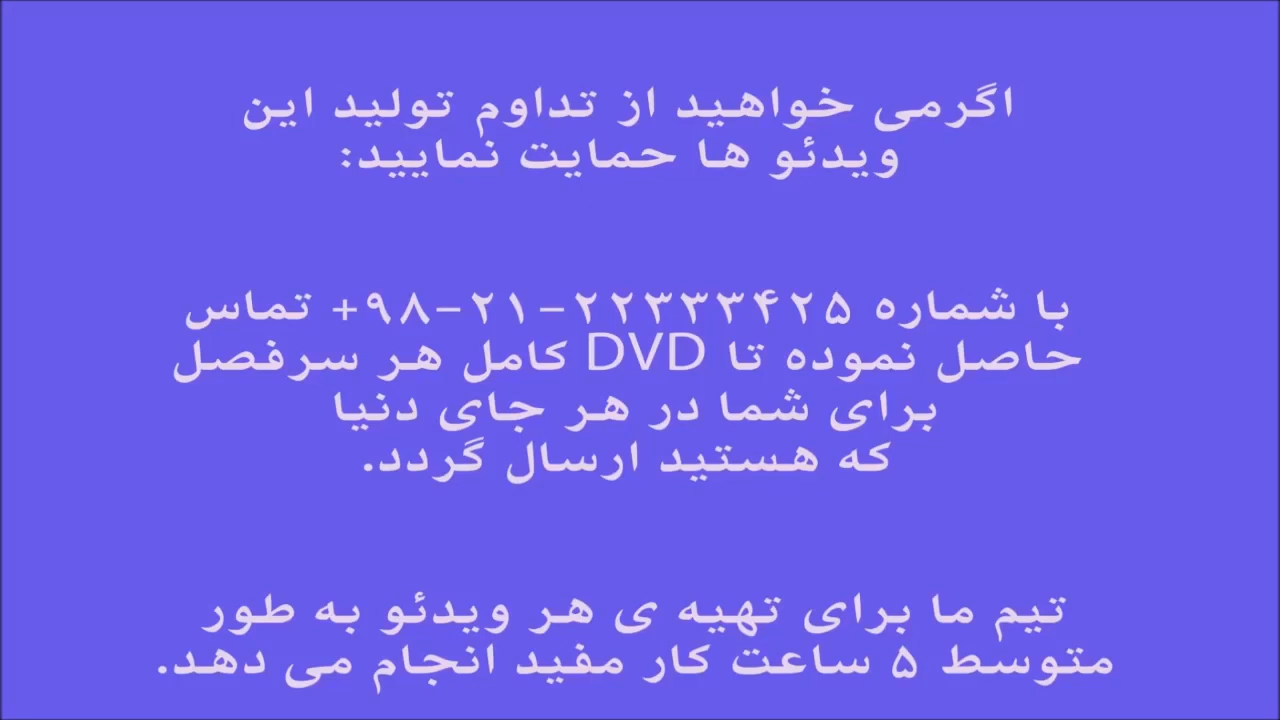 اگرمی خواهید از تداوم تولید این
ویدئو ها حمایت نمایید:
با شماره ۲۲۳۳۳۴۲۵-۲۱-۹۸+ تماس
حاصل نموده تا DVD کامل هر سرفصل
برای شما در هر جای دنیا
که هستید ارسال گردد.
تیم ما برای تهیه ی هر ویدئو به طور
متوسط ۵ ساعت کار مفید انجام می دهد.